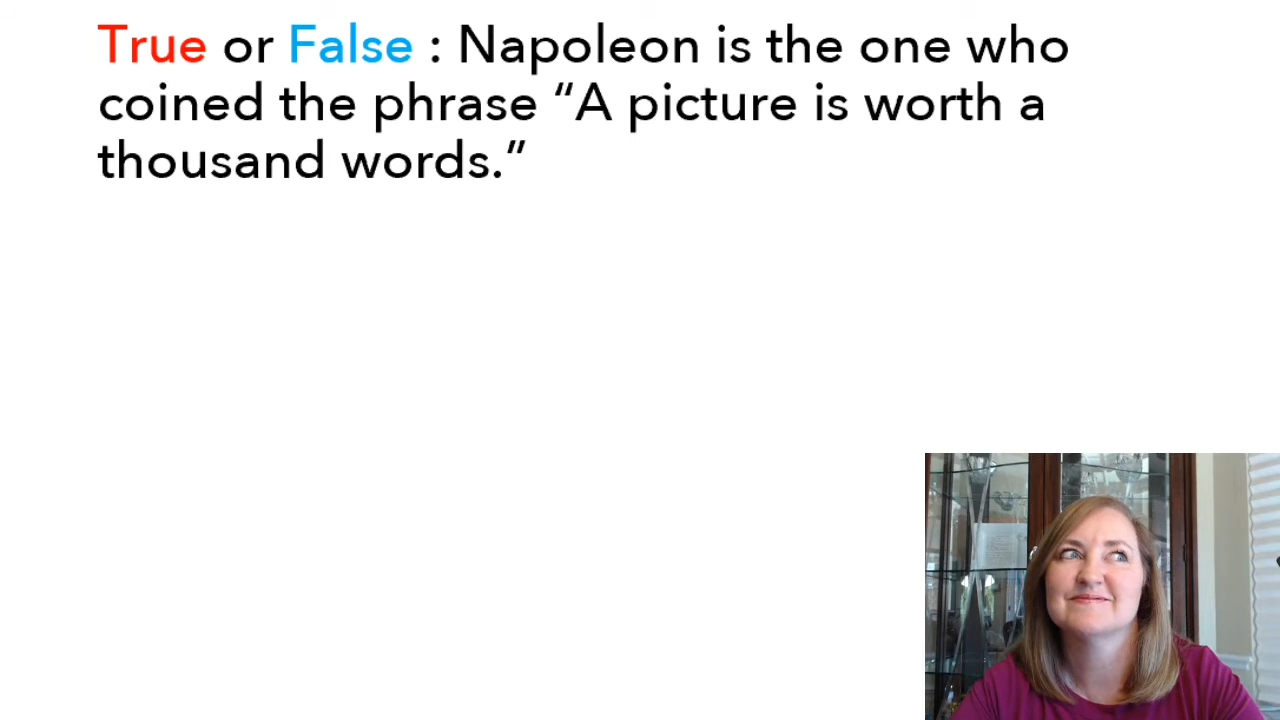 True or False : Napoleon is the one who
coined the phrase “A picture is worth a
thousand words.”